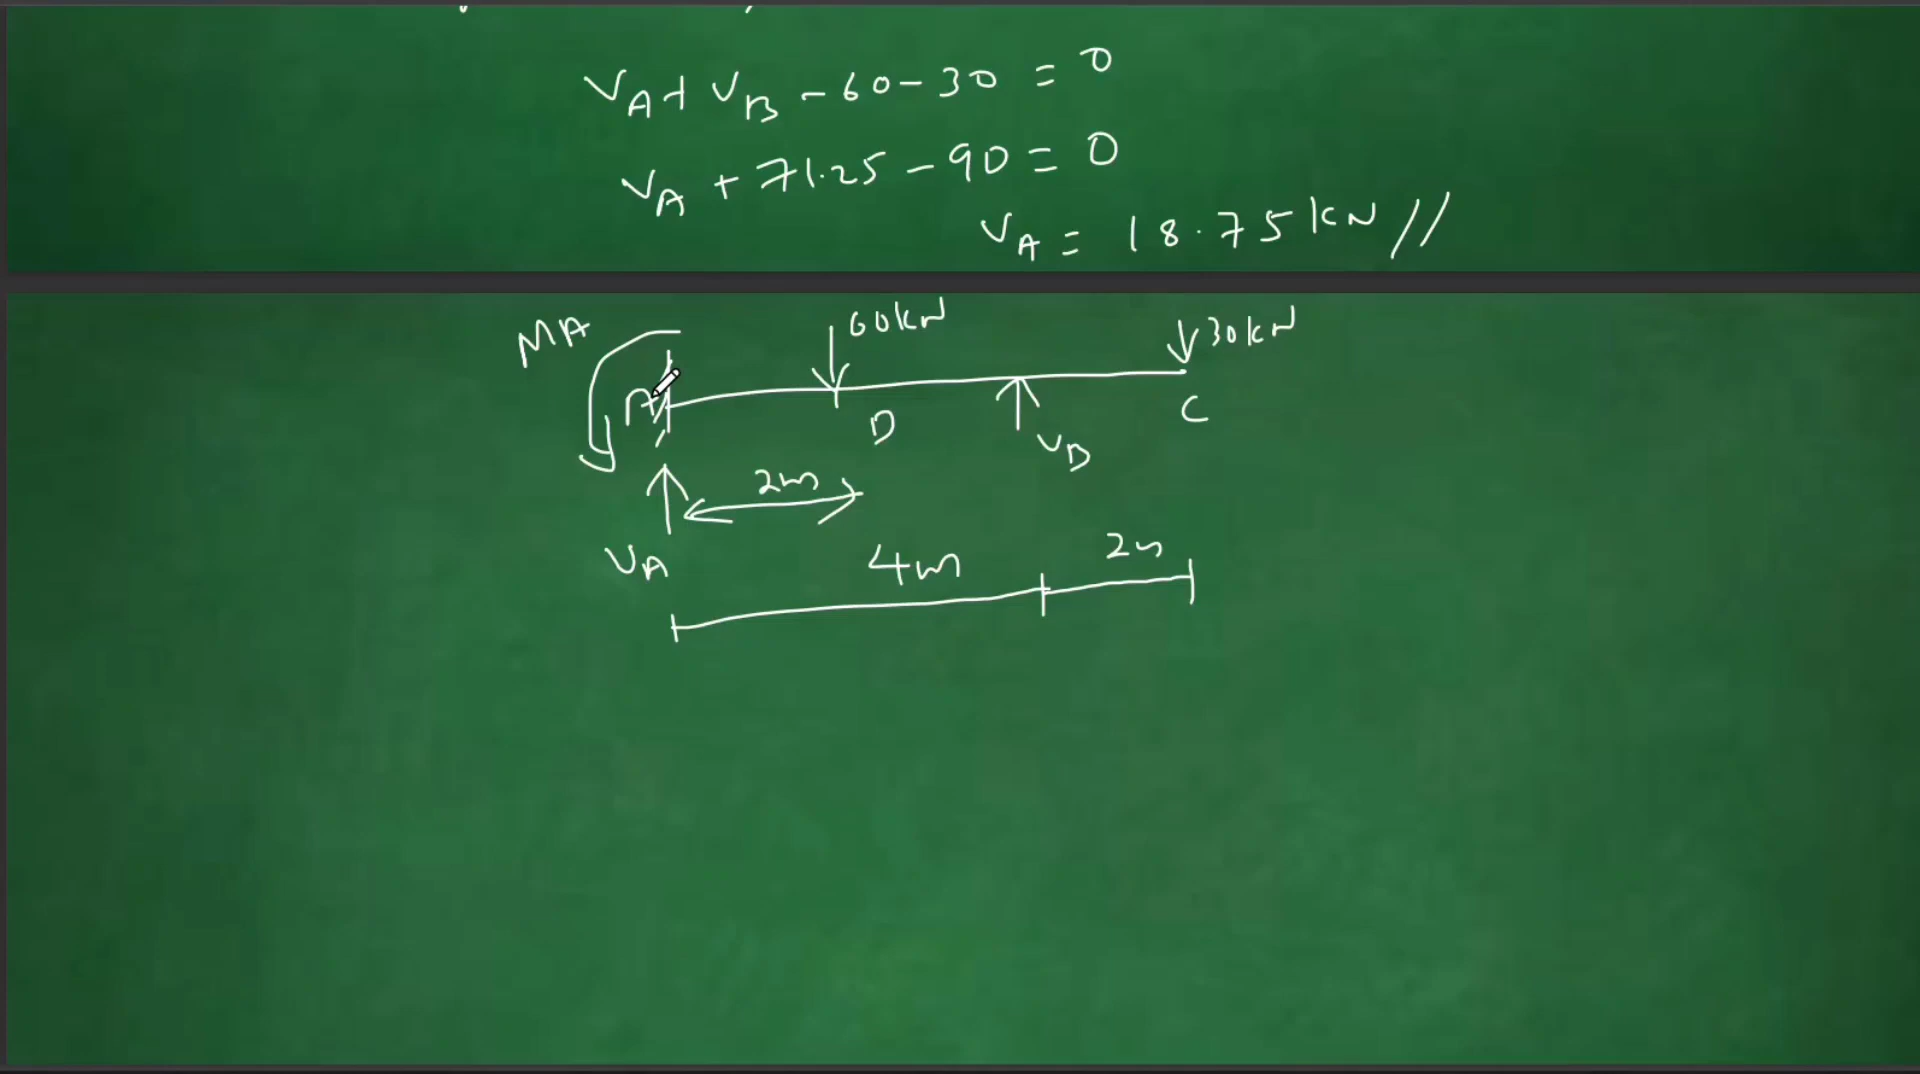 VA + VB - 60 - 30 = 0
VA + 71.25 - 90 = 0
VA = 18.75 kN //
MA
60kN
30kN
A
D
C
VB
2m
VA
4m
2m